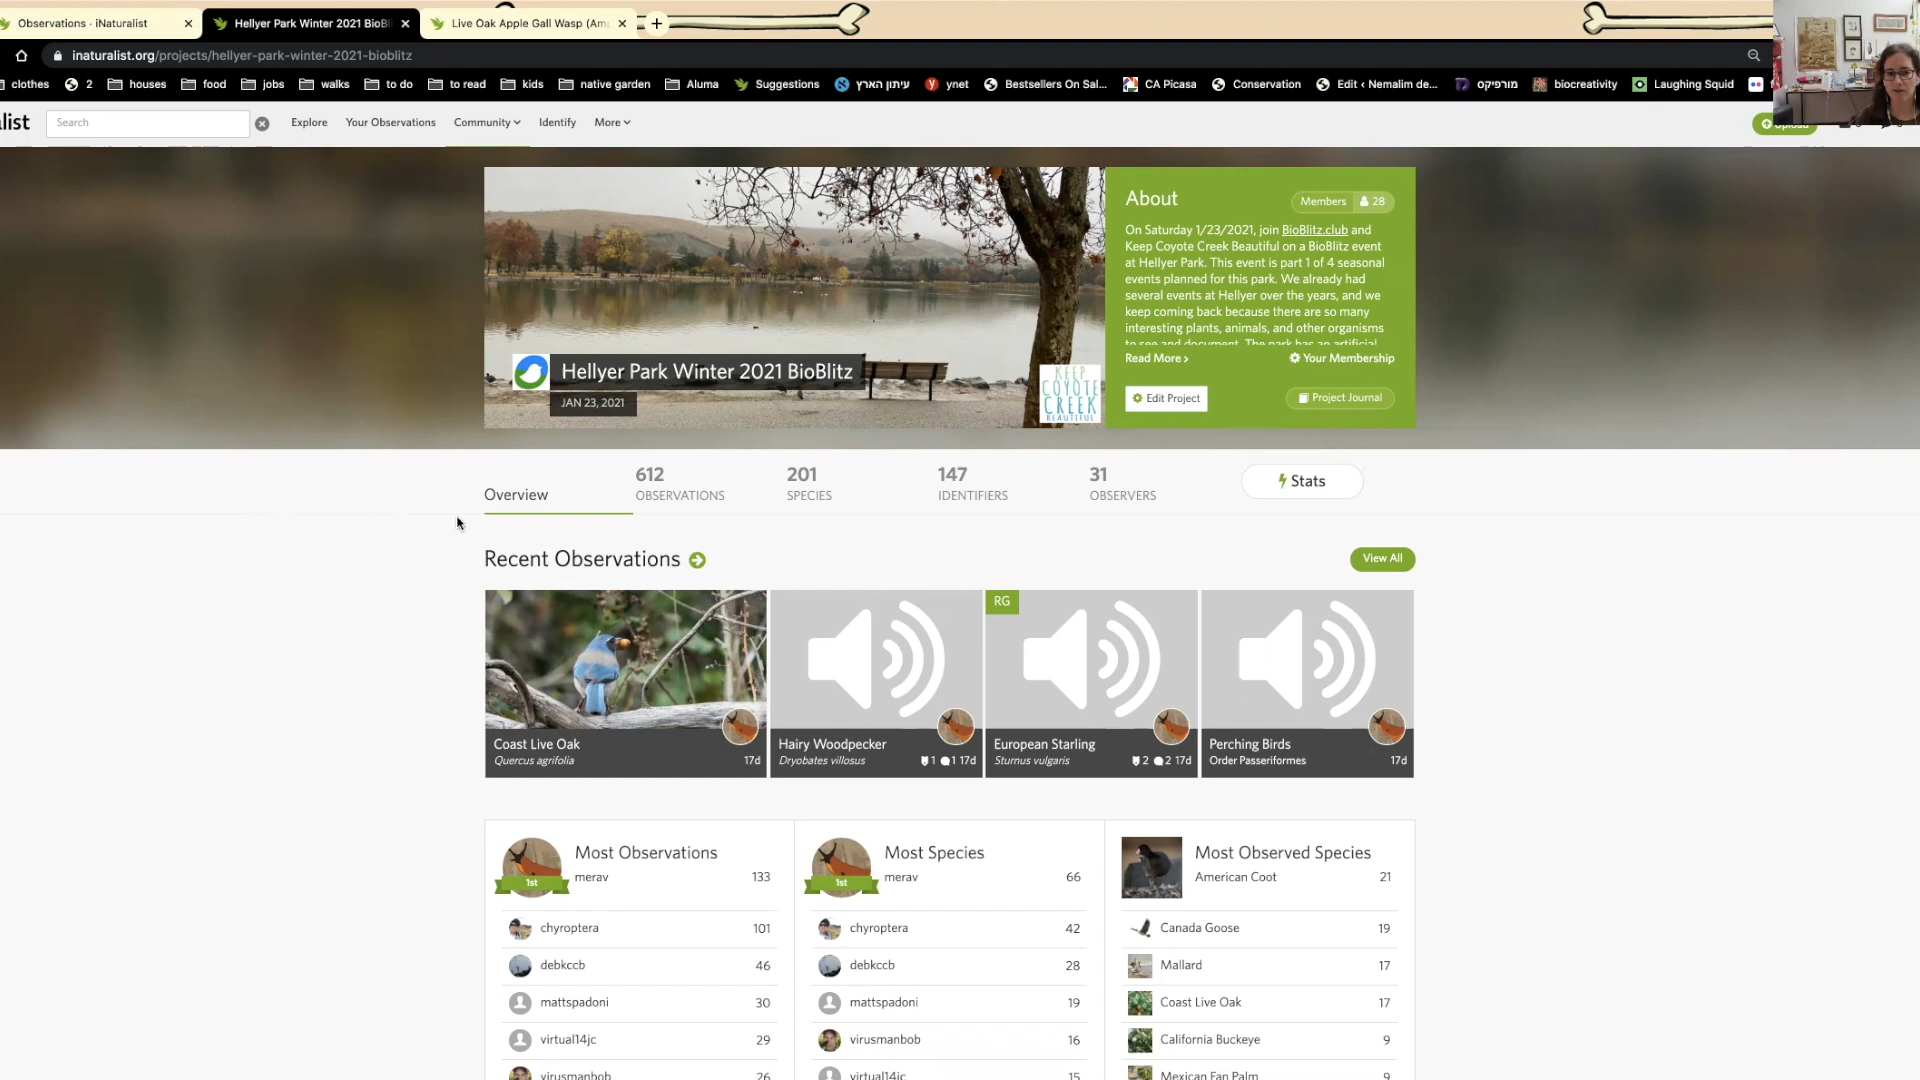 Observations · iNaturalist
Hellyer Park Winter 2021 BioBl
Live Oak Apple Gall Wasp (Am
inaturalist.org/projects/hellyer-park-winter-2021-bioblitz
clothes 2 houses food jobs walks to do to read kids native garden Aluma Suggestions עיתון הארץ ynet Bestsellers On Sal... CA Picasa Conservation Edit ‹ Nemalim de... מורפיקס biocreativity Laughing Squid
alist Search Explore Your Observations Community Identify More Upload
About
Members 28
On Saturday 1/23/2021, join BioBlitz.club and
Keep Coyote Creek Beautiful on a BioBlitz event
at Hellyer Park. This event is part 1 of 4 seasonal
events planned for this park. We already had
several events at Hellyer over the years, and we
keep coming back because there are so many
interesting plants, animals, and other organisms
to see and document. The park has an artificial
Read More › Your Membership
Edit Project Project Journal
Hellyer Park Winter 2021 BioBlitz
JAN 23, 2021
KEEP
COYOTE
CREEK
BEAUTIFUL
Overview
612
OBSERVATIONS
201
SPECIES
147
IDENTIFIERS
31
OBSERVERS
Stats
Recent Observations
View All
Coast Live Oak
Quercus agrifolia 17d
Hairy Woodpecker
Dryobates villosus 1 1 17d
RG
European Starling
Sturnus vulgaris 2 2 17d
Perching Birds
Order Passeriformes 17d
Most Observations
1st merav 133
chyroptera 101
debkccb 46
mattspadoni 30
virtual14jc 29
virusmanbob 26
Most Species
1st merav 66
chyroptera 42
debkccb 28
mattspadoni 19
virusmanbob 16
virtual14jc 15
Most Observed Species
American Coot 21
Canada Goose 19
Mallard 17
Coast Live Oak 17
California Buckeye 9
Mexican Fan Palm 9